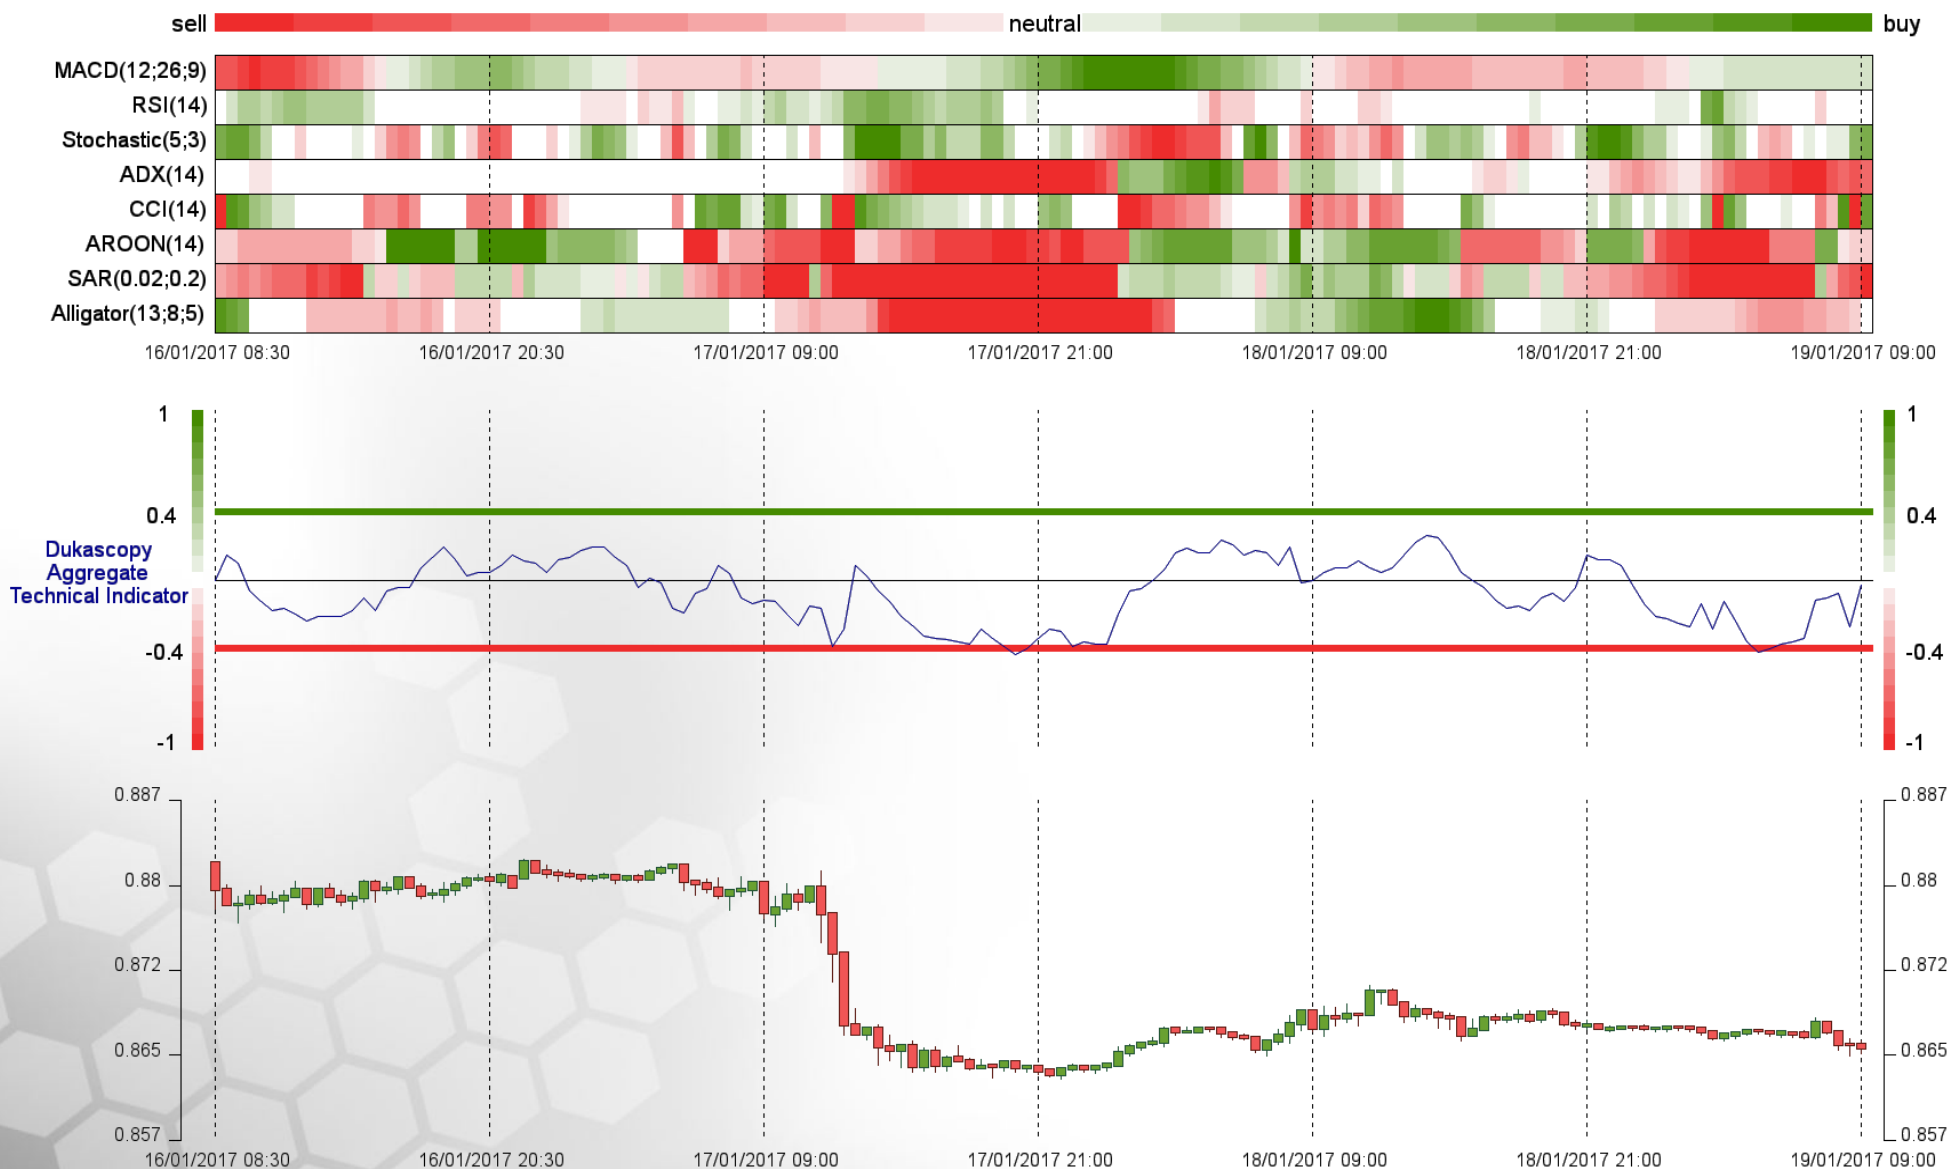 sell neutral buy
MACD(12;26;9)
RSI(14)
Stochastic(5;3)
ADX(14)
CCI(14)
AROON(14)
SAR(0.02;0.2)
Alligator(13;8;5)
16/01/2017 08:30 16/01/2017 20:30 17/01/2017 09:00 17/01/2017 21:00 18/01/2017 09:00 18/01/2017 21:00 19/01/2017 09:00
1 1
0.4 0.4
Dukascopy
Aggregate
Technical Indicator
-0.4 -0.4
-1 -1
0.887 0.887
0.88 0.88
0.872 0.872
0.865 0.865
0.857 0.857
16/01/2017 08:30 16/01/2017 20:30 17/01/2017 09:00 17/01/2017 21:00 18/01/2017 09:00 18/01/2017 21:00 19/01/2017 09:00